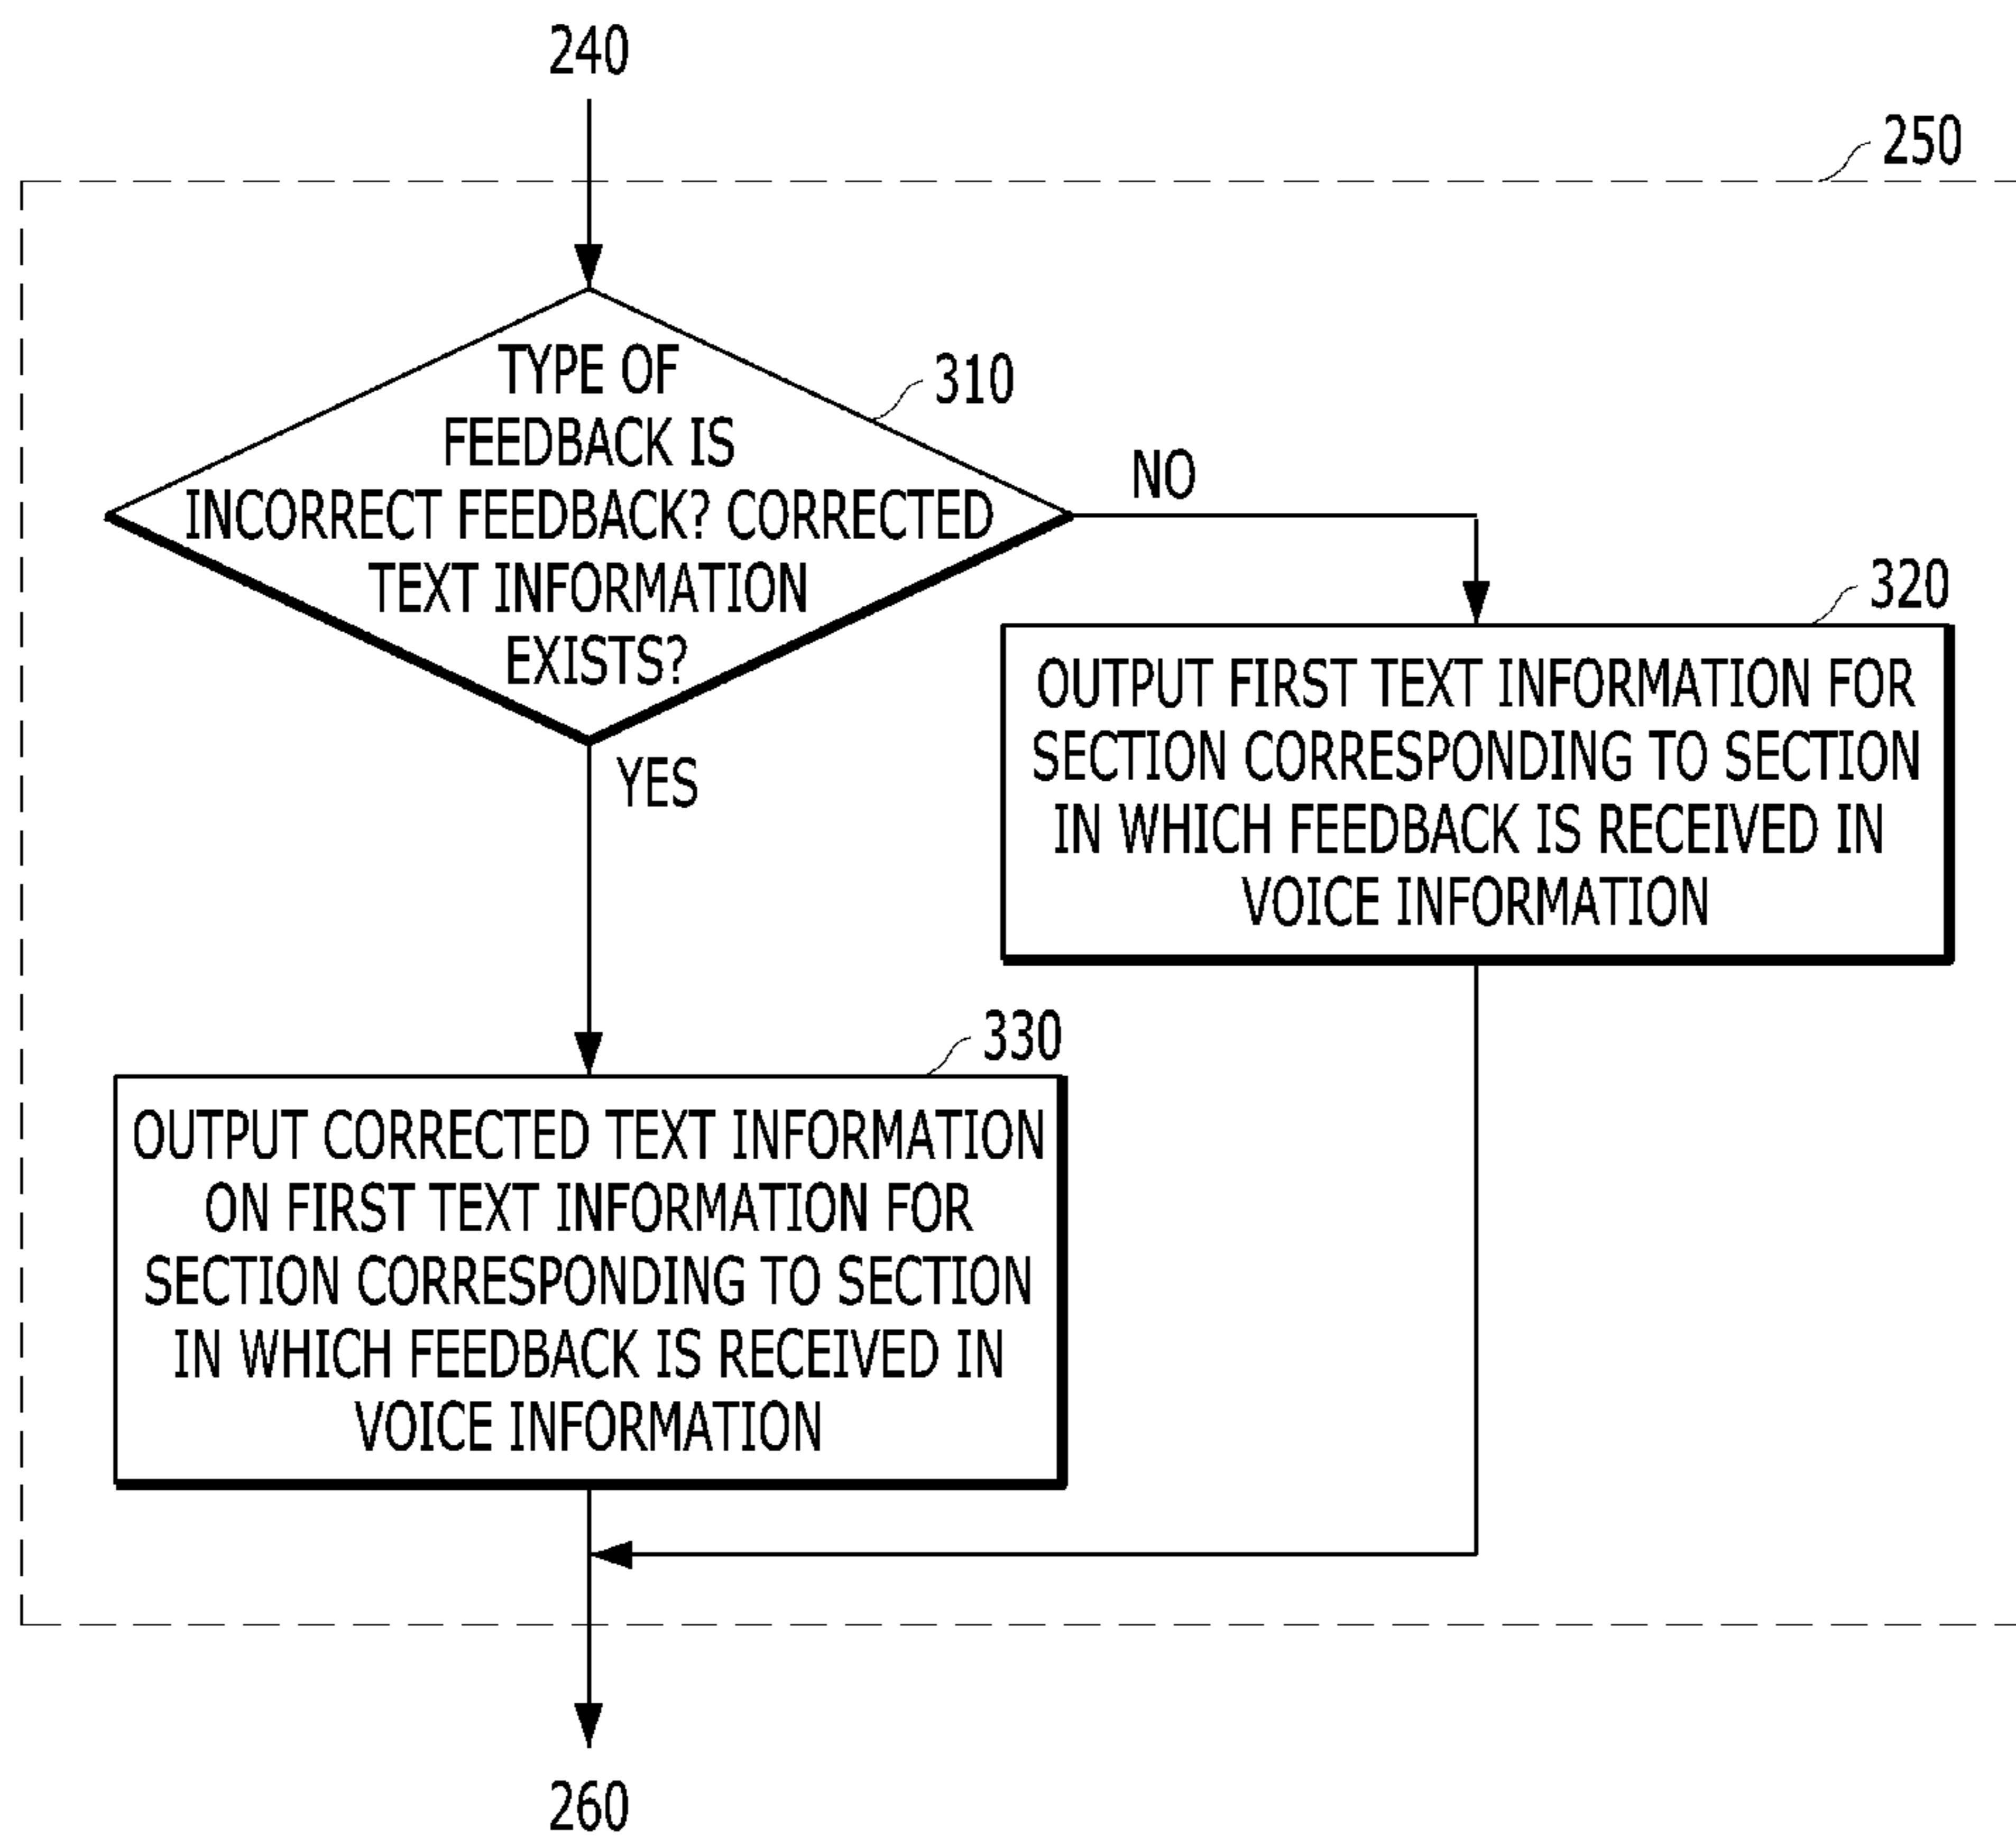 240
250
TYPE OF
FEEDBACK IS
INCORRECT FEEDBACK? CORRECTED
TEXT INFORMATION
EXISTS?
310
NO
YES
320
OUTPUT FIRST TEXT INFORMATION FOR
SECTION CORRESPONDING TO SECTION
IN WHICH FEEDBACK IS RECEIVED IN
VOICE INFORMATION
330
OUTPUT CORRECTED TEXT INFORMATION
ON FIRST TEXT INFORMATION FOR
SECTION CORRESPONDING TO SECTION
IN WHICH FEEDBACK IS RECEIVED IN
VOICE INFORMATION
260